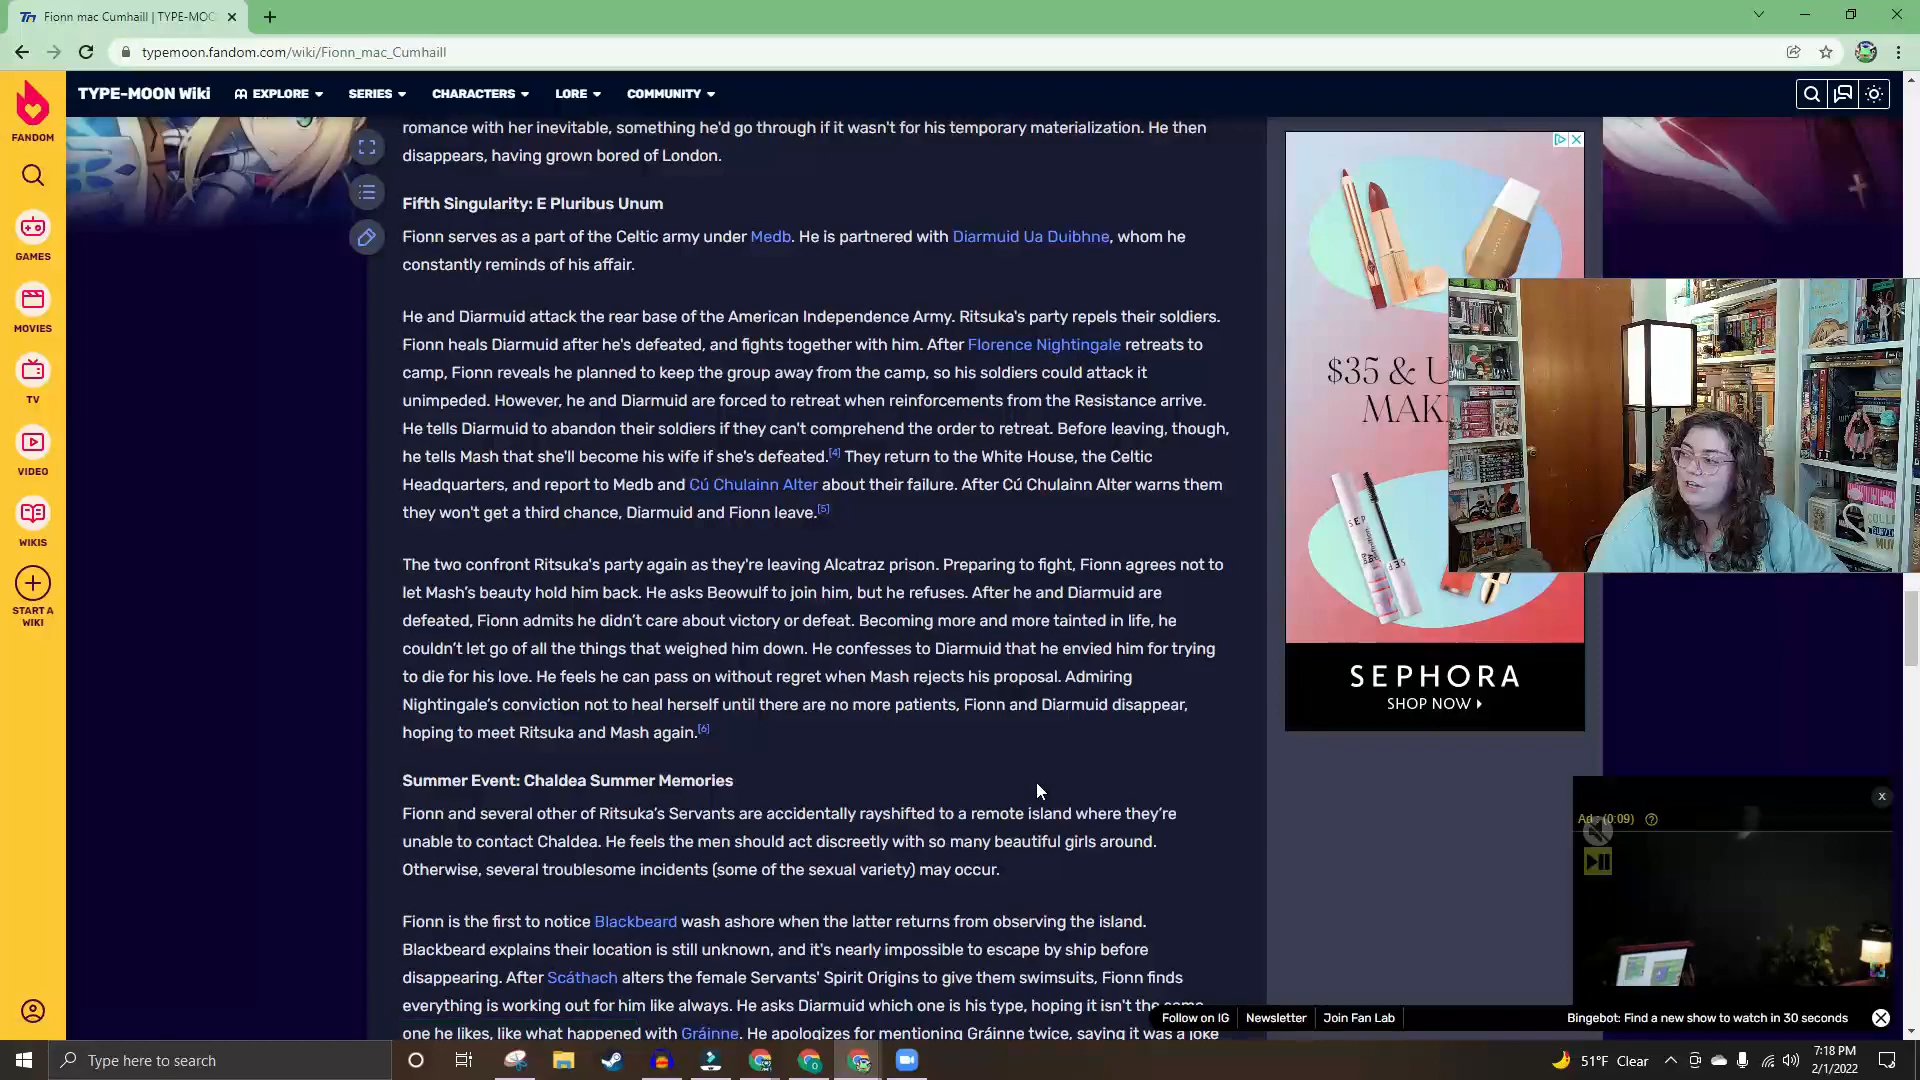 Fionn mac Cumhaill | TYPE-MOO
typemoon.fandom.com/wiki/Fionn_mac_Cumhaill
TYPE-MOON Wiki EXPLORE SERIES CHARACTERS LORE COMMUNITY
FANDOM
GAMES
MOVIES
TV
VIDEO
WIKIS
START A
WIKI
romance with her inevitable, something he'd go through if it wasn't for his temporary materialization. He then
disappears, having grown bored of London.
Fifth Singularity: E Pluribus Unum
Fionn serves as a part of the Celtic army under Medb. He is partnered with Diarmuid Ua Duibhne, whom he
constantly reminds of his affair.
He and Diarmuid attack the rear base of the American Independence Army. Ritsuka's party repels their soldiers.
Fionn heals Diarmuid after he's defeated, and fights together with him. After Florence Nightingale retreats to
camp, Fionn reveals he planned to keep the group away from the camp, so his soldiers could attack it
unimpeded. However, he and Diarmuid are forced to retreat when reinforcements from the Resistance arrive.
He tells Diarmuid to abandon their soldiers if they can't comprehend the order to retreat. Before leaving, though,
he tells Mash that she'll become his wife if she's defeated.[4] They return to the White House, the Celtic
Headquarters, and report to Medb and Cú Chulainn Alter about their failure. After Cú Chulainn Alter warns them
they won't get a third chance, Diarmuid and Fionn leave.[5]
The two confront Ritsuka's party again as they're leaving Alcatraz prison. Preparing to fight, Fionn agrees not to
let Mash's beauty hold him back. He asks Beowulf to join him, but he refuses. After he and Diarmuid are
defeated, Fionn admits he didn't care about victory or defeat. Becoming more and more tainted in life, he
couldn't let go of all the things that weighed him down. He confesses to Diarmuid that he envied him for trying
to die for his love. He feels he can pass on without regret when Mash rejects his proposal. Admiring
Nightingale's conviction not to heal herself until there are no more patients, Fionn and Diarmuid disappear,
hoping to meet Ritsuka and Mash again.[6]
Summer Event: Chaldea Summer Memories
Fionn and several other of Ritsuka's Servants are accidentally rayshifted to a remote island where they're
unable to contact Chaldea. He feels the men should act discreetly with so many beautiful girls around.
Otherwise, several troublesome incidents (some of the sexual variety) may occur.
Fionn is the first to notice Blackbeard wash ashore when the latter returns from observing the island.
Blackbeard explains their location is still unknown, and it's nearly impossible to escape by ship before
disappearing. After Scáthach alters the female Servants' Spirit Origins to give them swimsuits, Fionn finds
everything is working out for him like always. He asks Diarmuid which one is his type, hoping it isn't the same
one he likes, like what happened with Gráinne. He apologizes for mentioning Gráinne twice, saying it was a joke
$35 & U
MAK
SEPHORA
SHOP NOW
Ad : (0:09)
Follow on IG Newsletter Join Fan Lab
Bingebot: Find a new show to watch in 30 seconds
Type here to search
51°F Clear
7:18 PM
2/1/2022